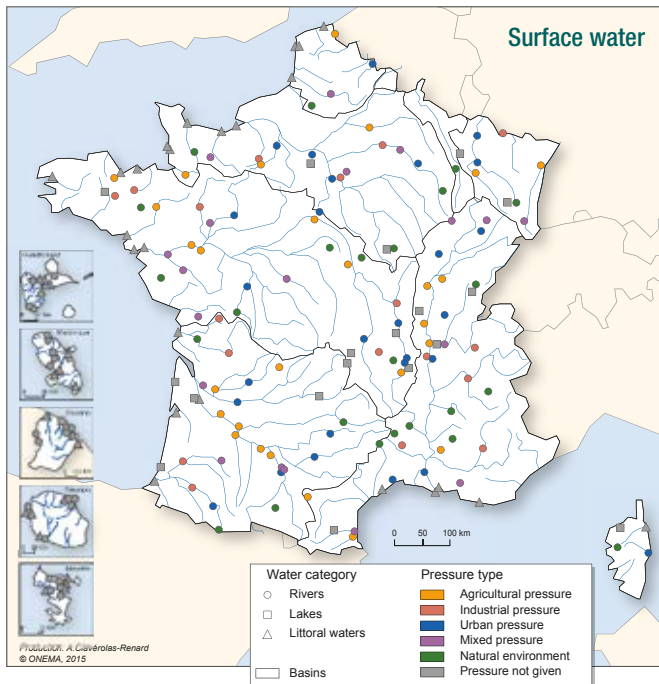 Surface water
Martinique
0 50 100 km
Water category
Rivers
Lakes
Littoral waters
Basins
Pressure type
Agricultural pressure
Industrial pressure
Urban pressure
Mixed pressure
Natural environment
Pressure not given
Production: A.Clavérolas-Renard
© ONEMA, 2015